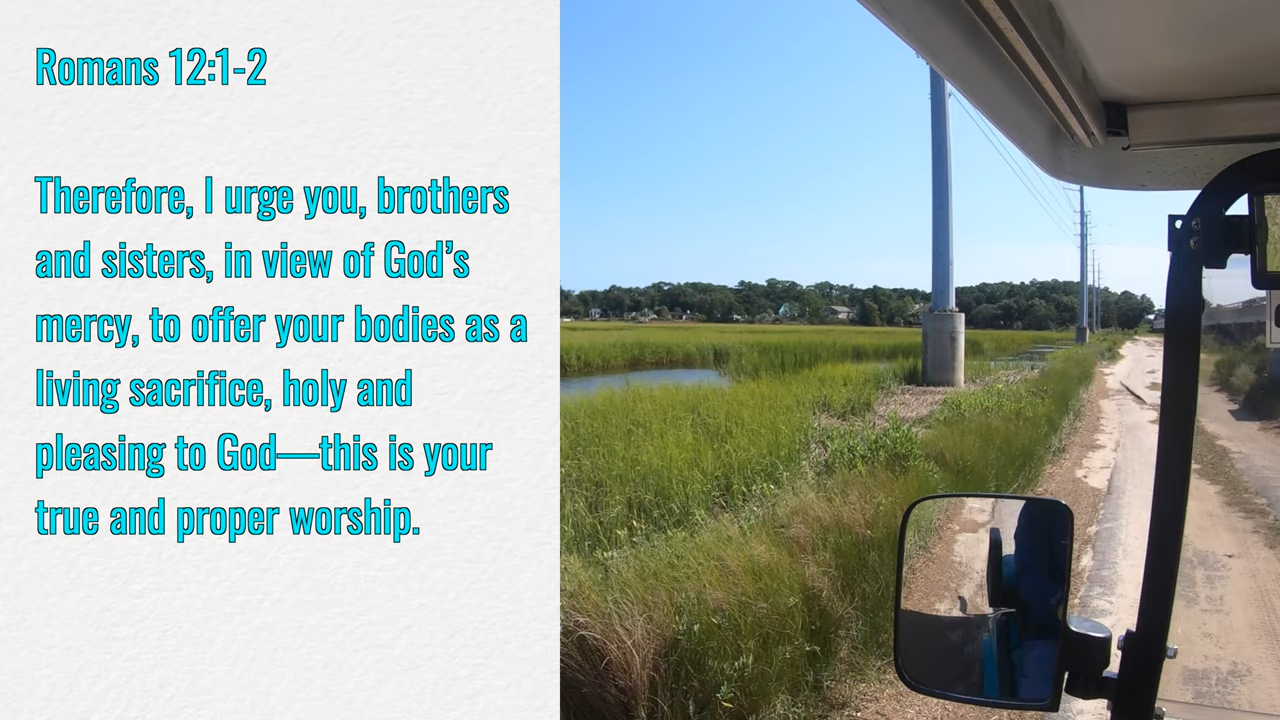 Romans 12:1-2
Therefore, I urge you, brothers
and sisters, in view of God’s
mercy, to offer your bodies as a
living sacrifice, holy and
pleasing to God—this is your
true and proper worship.